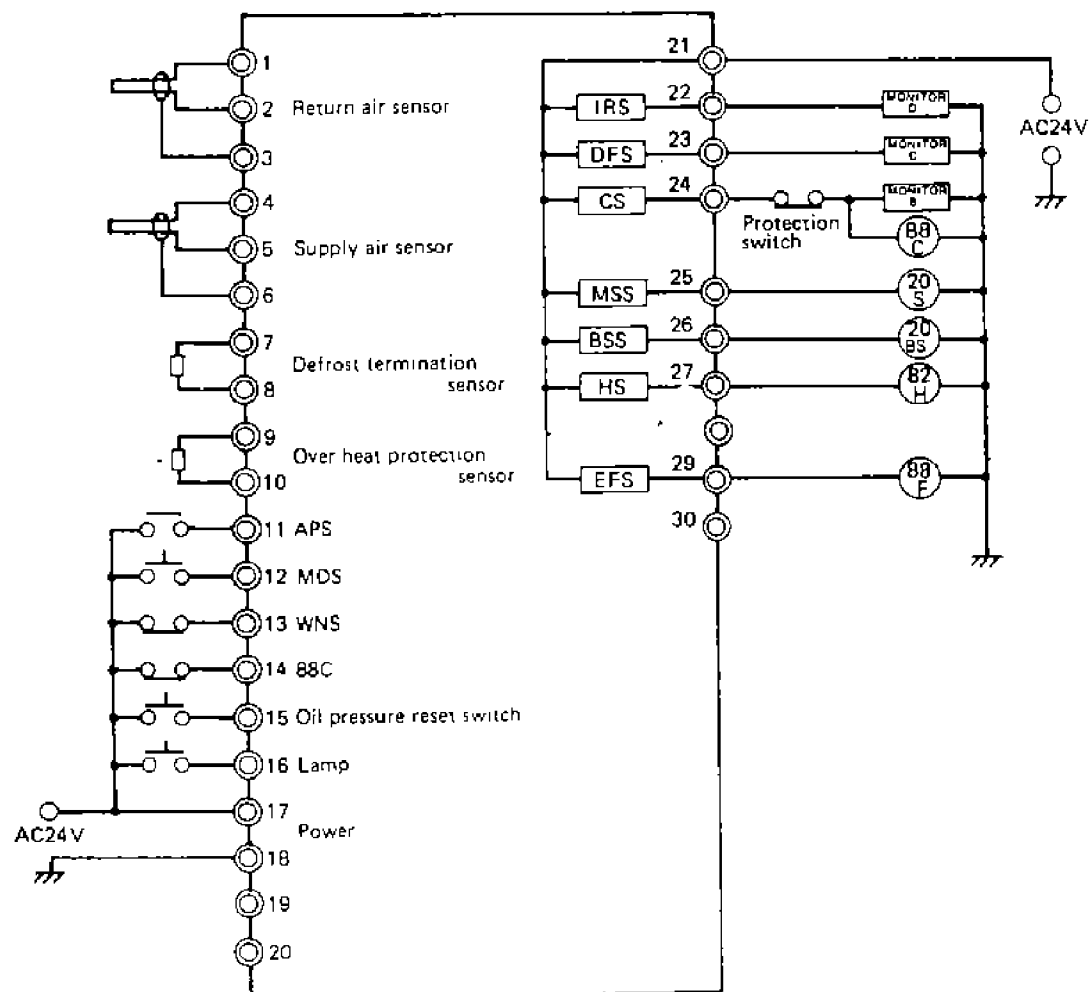 1
2 Return air sensor
3
4
5 Supply air sensor
6
7
Defrost termination
sensor
8
9
Over heat protection
sensor
10
11 APS
12 MDS
13 WNS
14 88C
15 Oil pressure reset switch
16 Lamp
17
AC24V
Power
18
19
20
21
22
IRS
MONITOR
D
AC24V
23
DFS
MONITOR
C
24
CS
MONITOR
B
Protection
switch
88
C
25
MSS
20
S
26
BSS
20
BS
27
HS
82
H
29
EFS
88
F
30